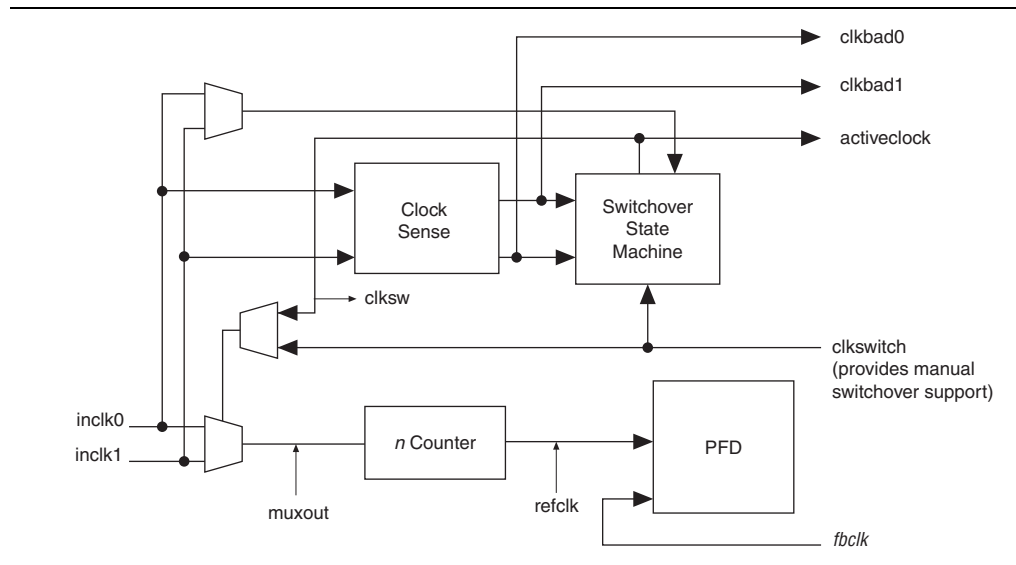 clkbad0
clkbad1
activeclock
Clock
Sense
Switchover
State
Machine
clksw
clkswitch
(provides manual
switchover support)
inclk0
inclk1
n Counter
PFD
muxout
refclk
fbclk